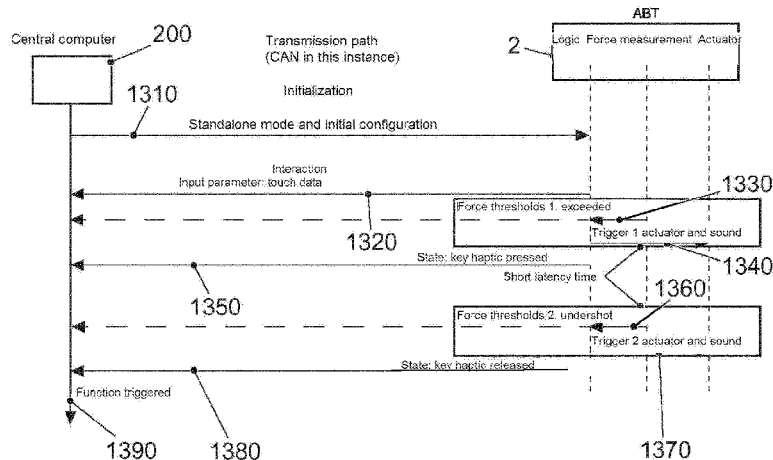 ABT
Central computer
200
Transmission path
(CAN in this instance)
2
Logic Force measurement Actuator
Initialization
1310
Standalone mode and initial configuration
Interaction
Input parameter: touch data
1320
1330
Force thresholds 1. exceeded
Trigger 1 actuator and sound
1340
State: key haptic pressed
1350
Short latency time
1360
Force thresholds 2. undershot
Trigger 2 actuator and sound
State: key haptic released
Function triggered
1390
1380
1370